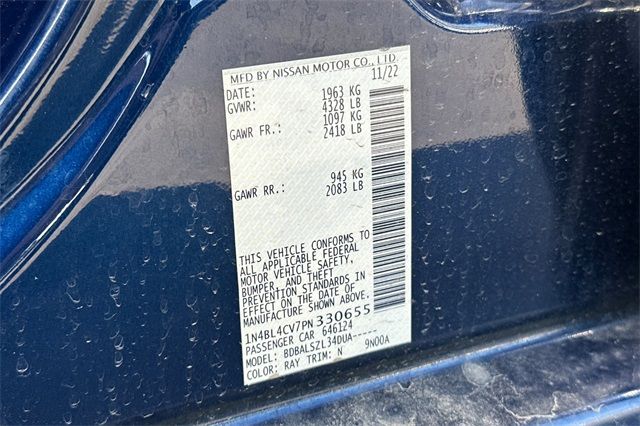 MFD BY NISSAN MOTOR CO., LTD.
DATE: 11/22
GVWR: 1963 KG
4328 LB
GAWR FR.: 1097 KG
2418 LB
GAWR RR.: 945 KG
2083 LB
THIS VEHICLE CONFORMS TO
ALL APPLICABLE FEDERAL
MOTOR VEHICLE SAFETY,
BUMPER, AND THEFT
PREVENTION STANDARDS IN
EFFECT ON THE DATE OF
MANUFACTURE SHOWN ABOVE.
1N4BL4CV7PN330655
PASSENGER CAR 646124
MODEL: BDBALSZL34DUA-----
COLOR: RAY TRIM: N 9N00A